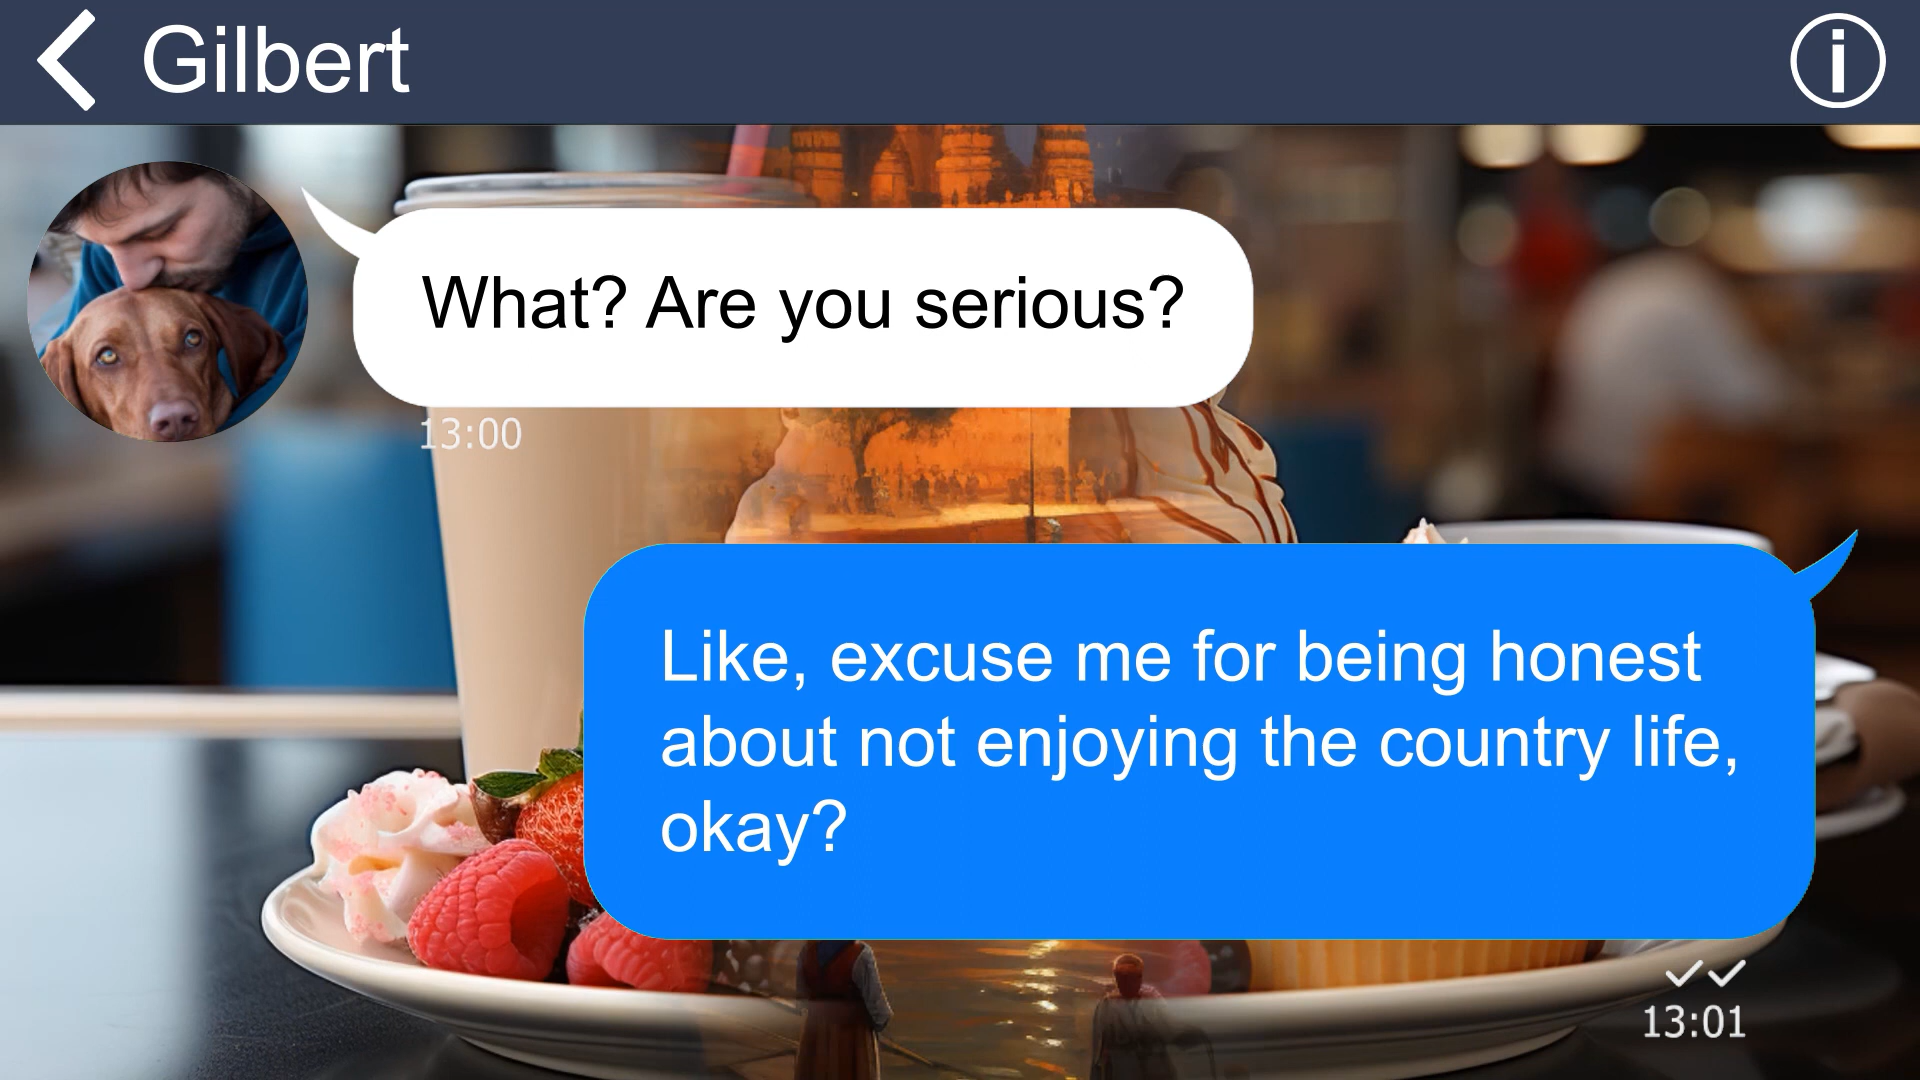 Gilbert
What? Are you serious?
13:00
Like, excuse me for being honest
about not enjoying the country life,
okay?
13:01